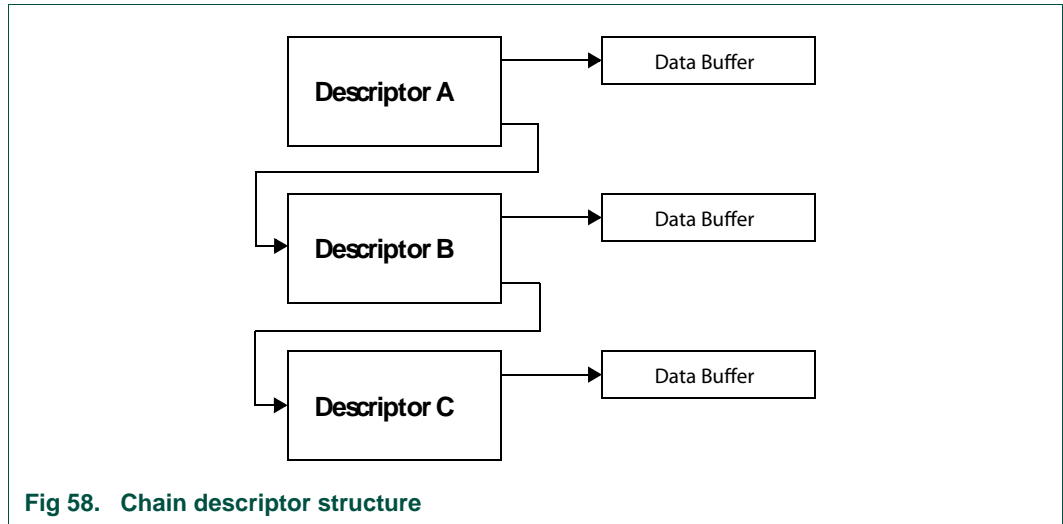 Descriptor A
Data Buffer
Descriptor B
Data Buffer
Descriptor C
Data Buffer
Fig 58. Chain descriptor structure